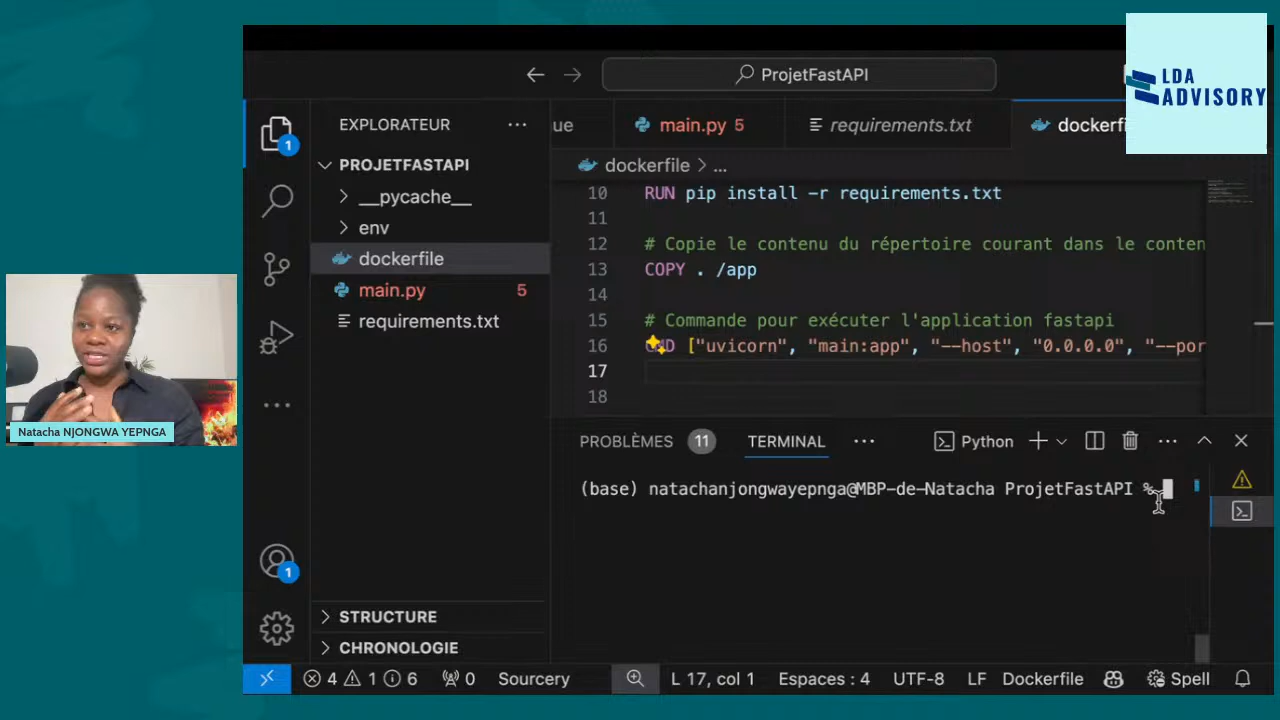 ProjetFastAPI
LDA
ADVISORY
EXPLORATEUR
ue
main.py 5
requirements.txt
dockerfi
1
PROJETFASTAPI
dockerfile > ...
__pycache__
env
dockerfile
main.py 5
requirements.txt
10 RUN pip install -r requirements.txt
11
12 # Copie le contenu du répertoire courant dans le conten
13 COPY . /app
14
15 # Commande pour exécuter l'application fastapi
16 CMD ["uvicorn", "main:app", "--host", "0.0.0.0", "--por
17
18
Natacha NJONGWA YEPNGA
PROBLÈMES 11 TERMINAL ... Python
(base) natachanjongwayepnga@MBP-de-Natacha ProjetFastAPI %
1
STRUCTURE
CHRONOLOGIE
4 1 6 0 Sourcery L 17, col 1 Espaces : 4 UTF-8 LF Dockerfile Spell